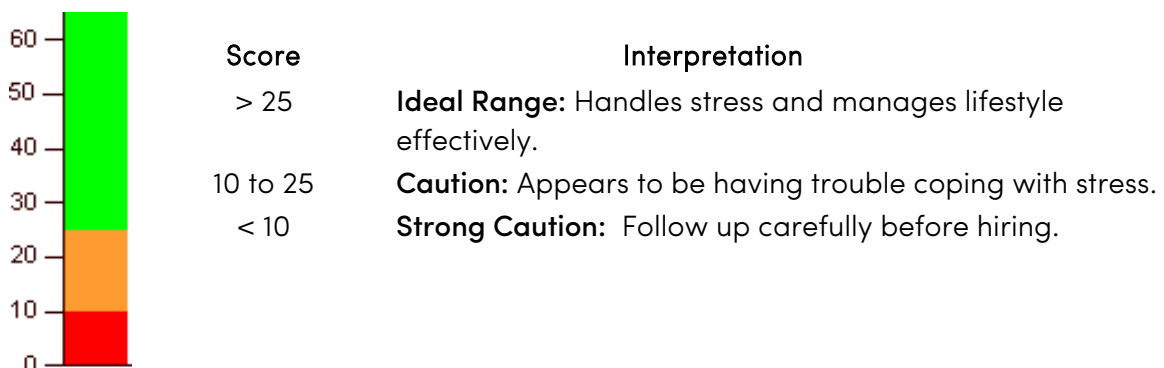 60
50
40
30
20
10
0
Score Interpretation
> 25 Ideal Range: Handles stress and manages lifestyle
effectively.
10 to 25 Caution: Appears to be having trouble coping with stress.
< 10 Strong Caution: Follow up carefully before hiring.